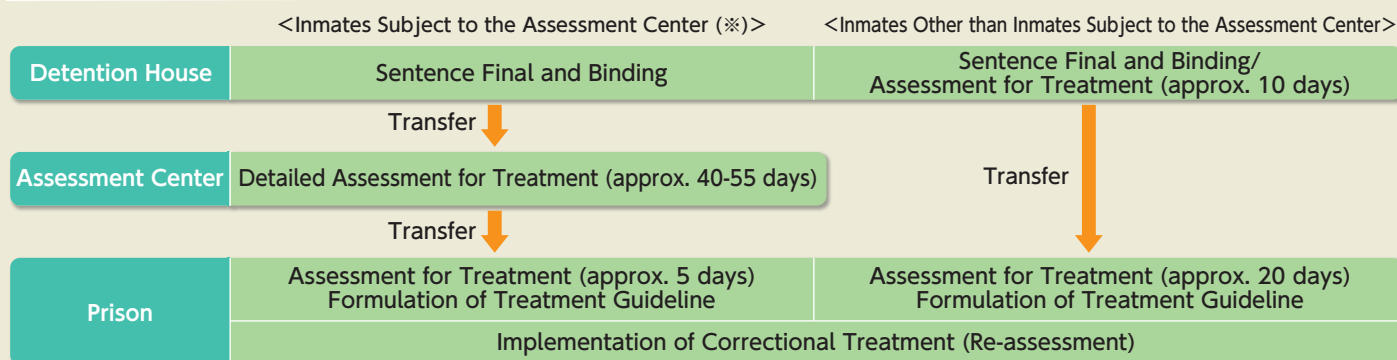 <Inmates Subject to the Assessment Center (※)>
<Inmates Other than Inmates Subject to the Assessment Center>
Detention House
Sentence Final and Binding
Sentence Final and Binding/
Assessment for Treatment (approx. 10 days)
Transfer
Assessment Center
Detailed Assessment for Treatment (approx. 40-55 days)
Transfer
Transfer
Prison
Assessment for Treatment (approx. 5 days)
Formulation of Treatment Guideline
Assessment for Treatment (approx. 20 days)
Formulation of Treatment Guideline
Implementation of Correctional Treatment (Re-assessment)